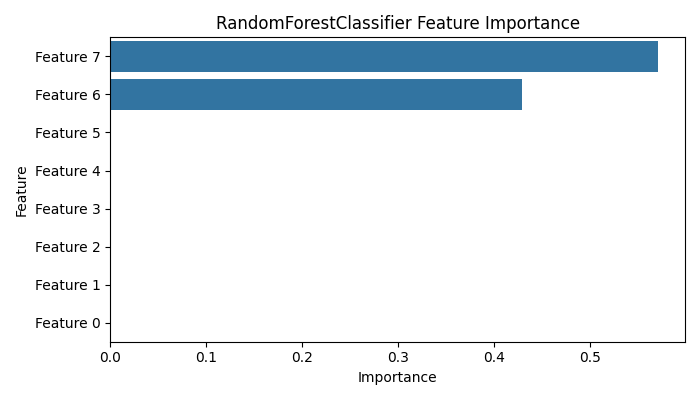 RandomForestClassifier Feature Importance
Feature 7
Feature 6
Feature 5
Feature 4
Feature 3
Feature 2
Feature 1
Feature 0
Feature
0.0 0.1 0.2 0.3 0.4 0.5
Importance